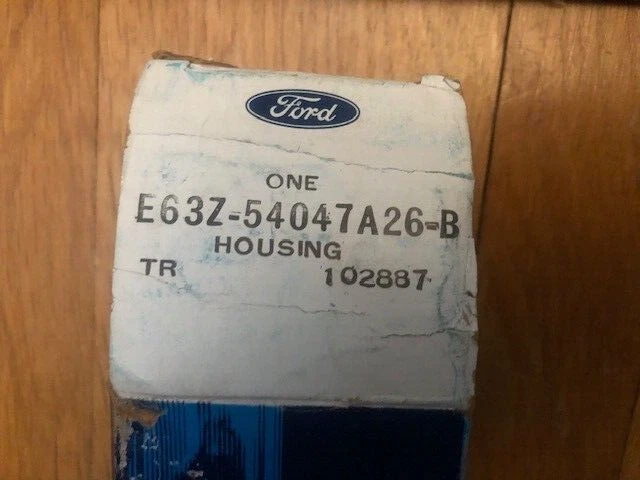 Ford
ONE
E63Z-54047A26-B
HOUSING
TR 102887